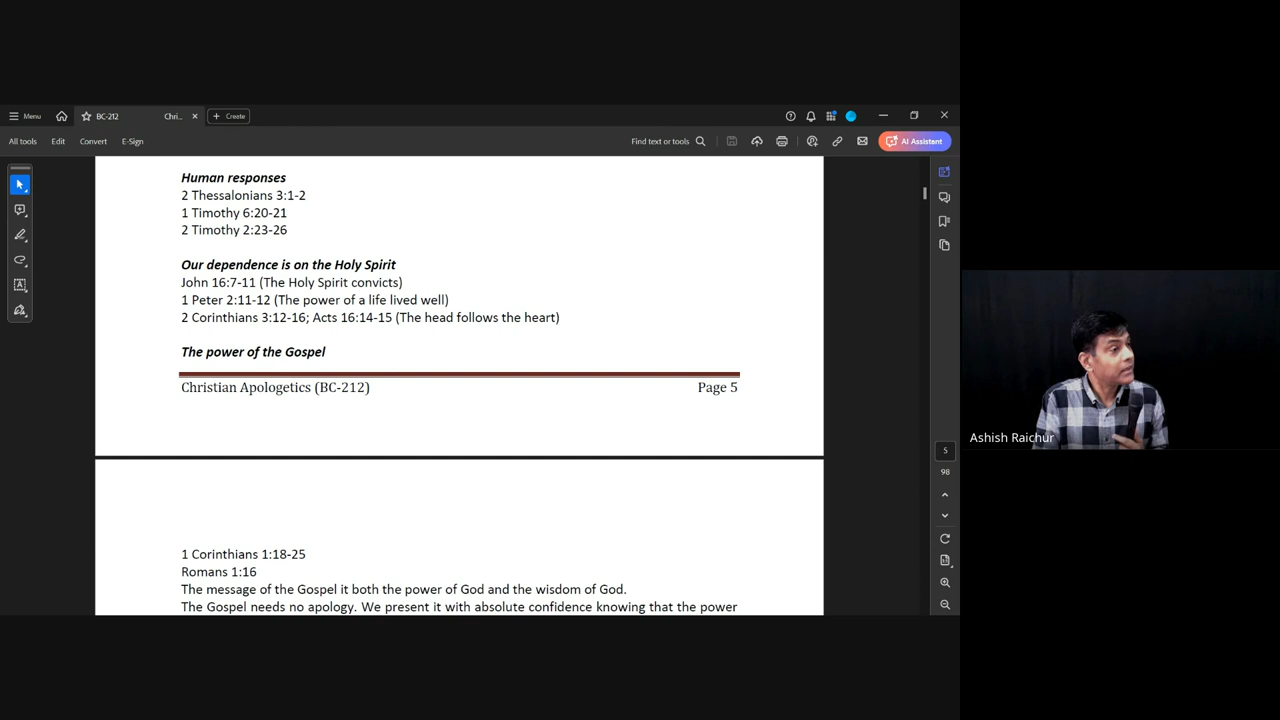 Menu
BC-212 Chri...
Create
All tools Edit Convert E-Sign
Find text or tools
AI Assistant
Human responses
2 Thessalonians 3:1-2
1 Timothy 6:20-21
2 Timothy 2:23-26
Our dependence is on the Holy Spirit
John 16:7-11 (The Holy Spirit convicts)
1 Peter 2:11-12 (The power of a life lived well)
2 Corinthians 3:12-16; Acts 16:14-15 (The head follows the heart)
The power of the Gospel
Christian Apologetics (BC-212) Page 5
1 Corinthians 1:18-25
Romans 1:16
The message of the Gospel it both the power of God and the wisdom of God.
The Gospel needs no apology. We present it with absolute confidence knowing that the power
5
98
Ashish Raichur